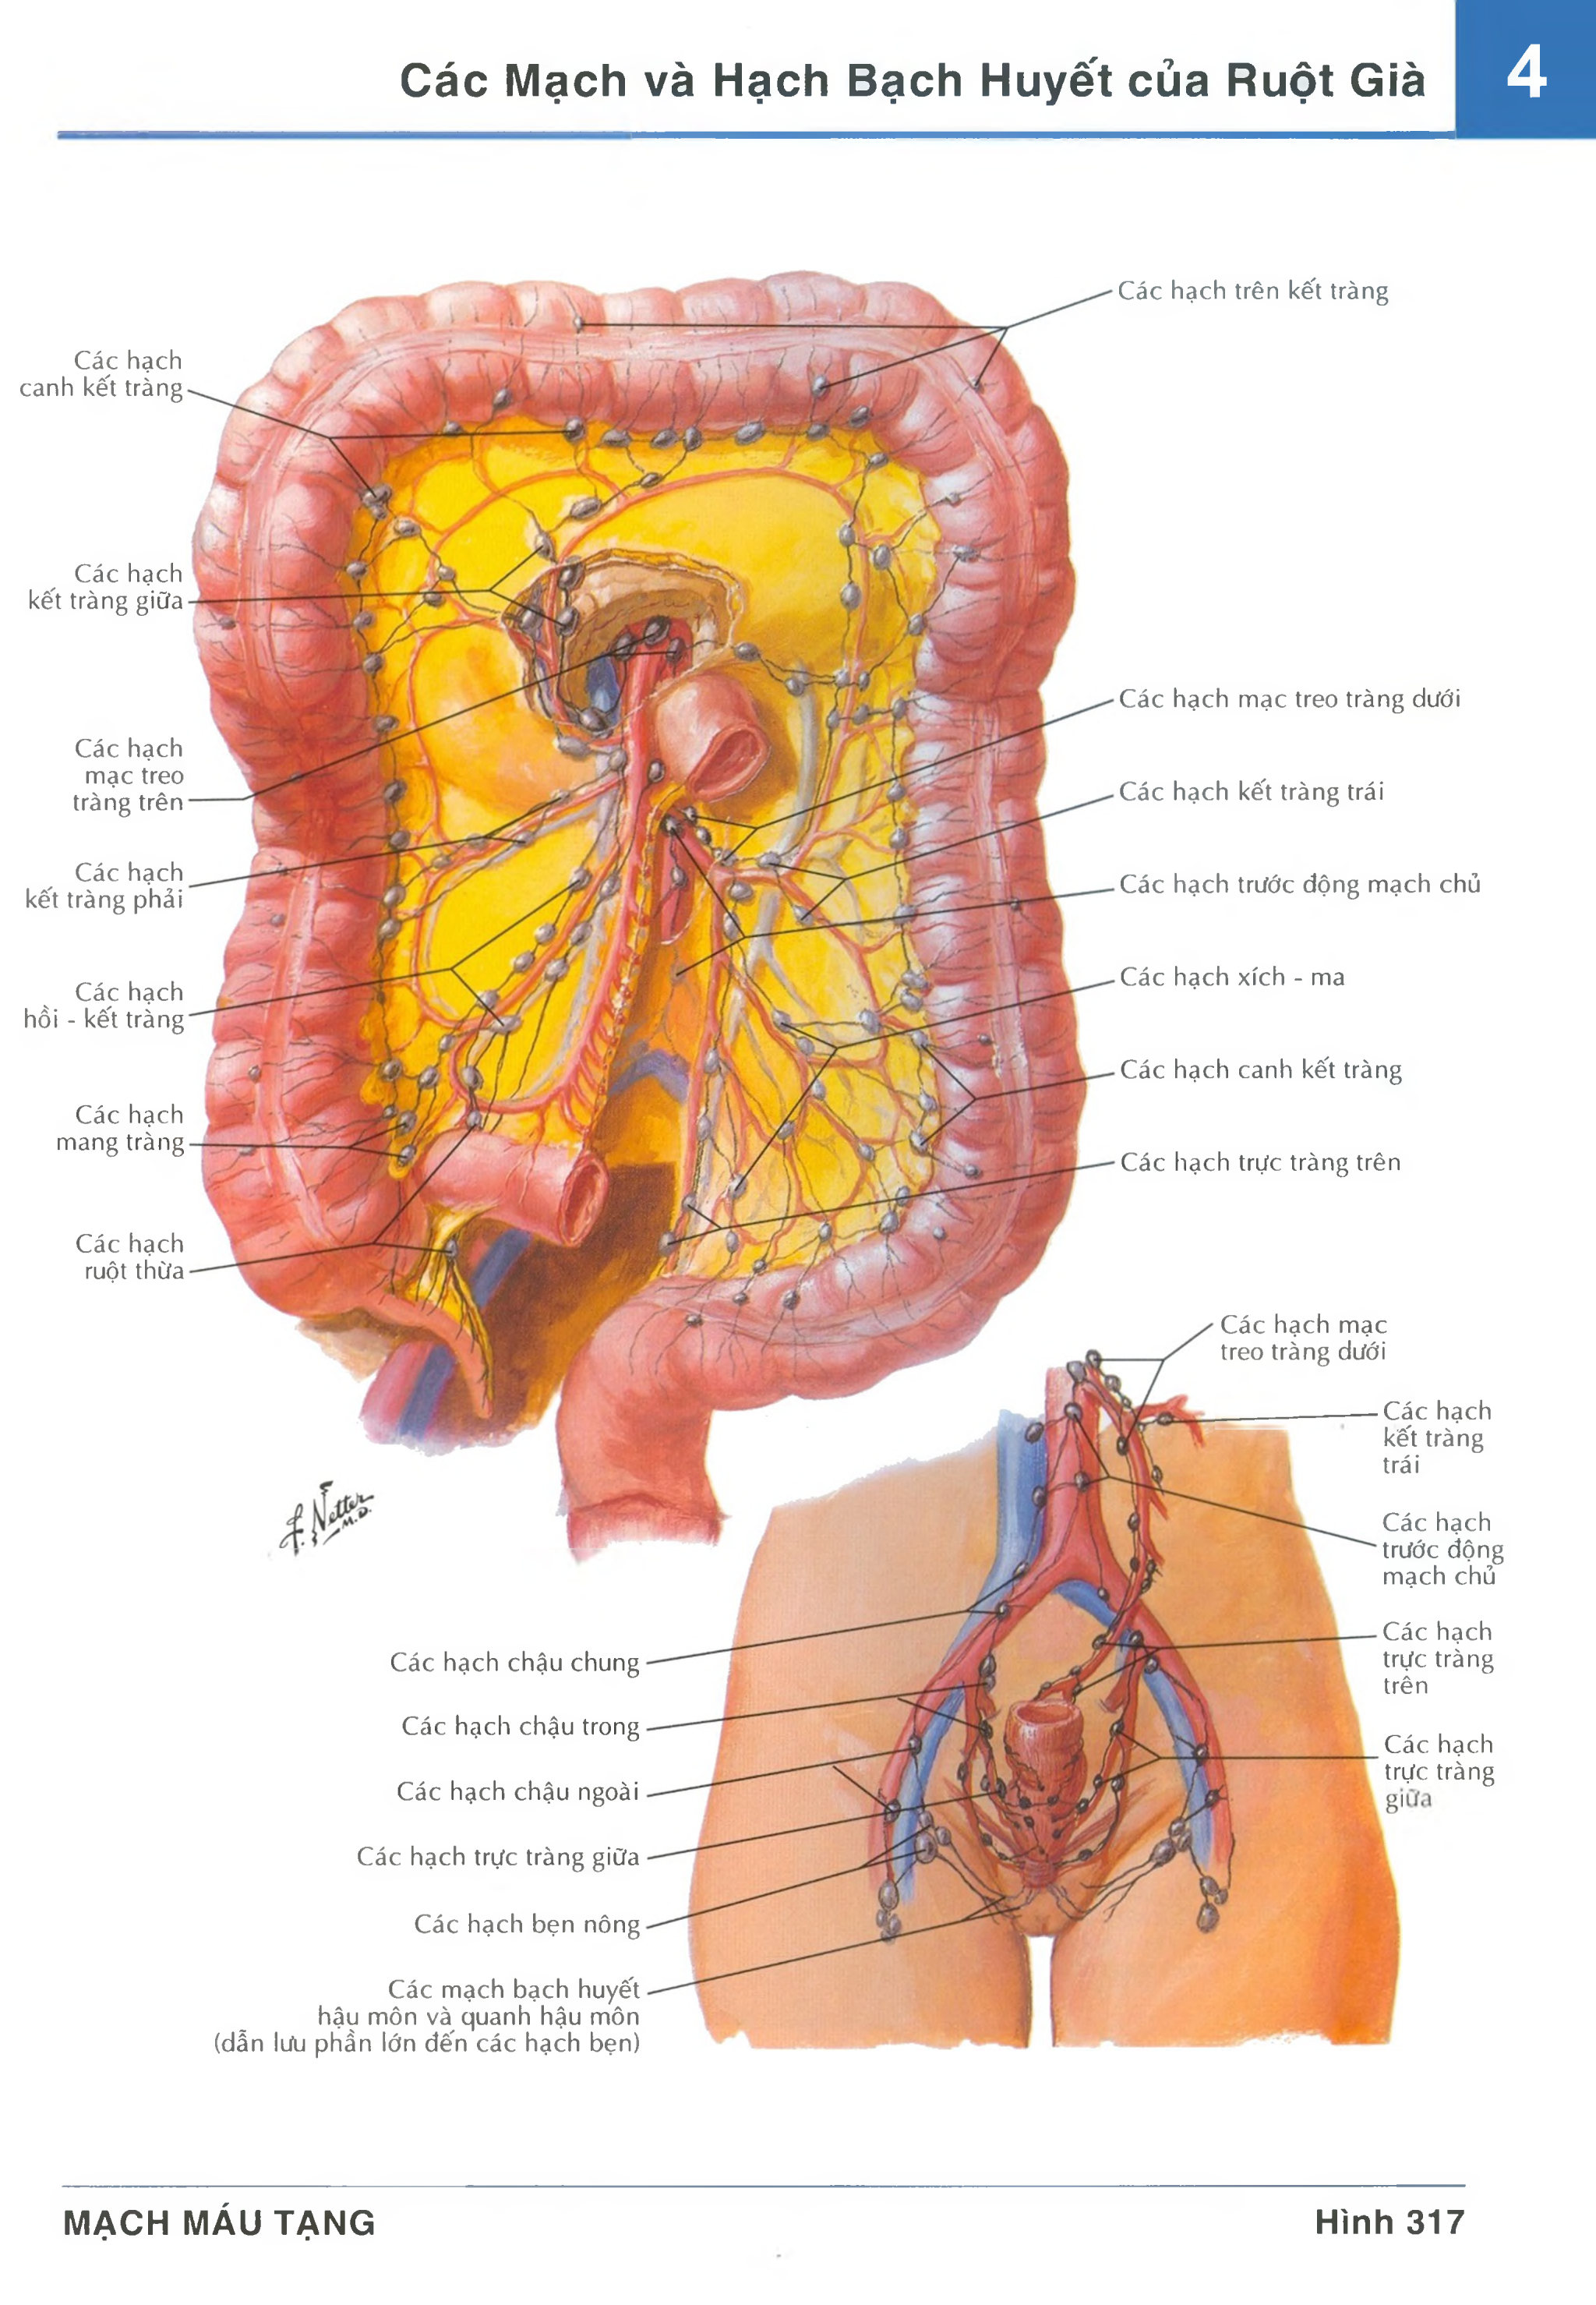 Các Mạch và Hạch Bạch Huyết của Ruột Già
4
Các hạch trên kết tràng
Các hạch
canh kết tràng
Các hạch
kết tràng giữa
Các hạch
mạc treo
tràng trên
Các hạch
kết tràng phải
Các hạch
hồi - kết tràng
Các hạch
mang tràng
Các hạch
ruột thừa
Các hạch mạc treo tràng dưới
Các hạch kết tràng trái
Các hạch trước động mạch chủ
Các hạch xích - ma
Các hạch canh kết tràng
Các hạch trực tràng trên
F. Netter
M.D.
Các hạch mạc
treo tràng dưới
Các hạch
kết tràng
trái
Các hạch
trước động
mạch chủ
Các hạch
trực tràng
trên
Các hạch
trực tràng
giữa
Các hạch chậu chung
Các hạch chậu trong
Các hạch chậu ngoài
Các hạch trực tràng giữa
Các hạch bẹn nông
Các mạch bạch huyết
hậu môn và quanh hậu môn
(dẫn lưu phần lớn đến các hạch bẹn)
MẠCH MÁU TẠNG
Hình 317